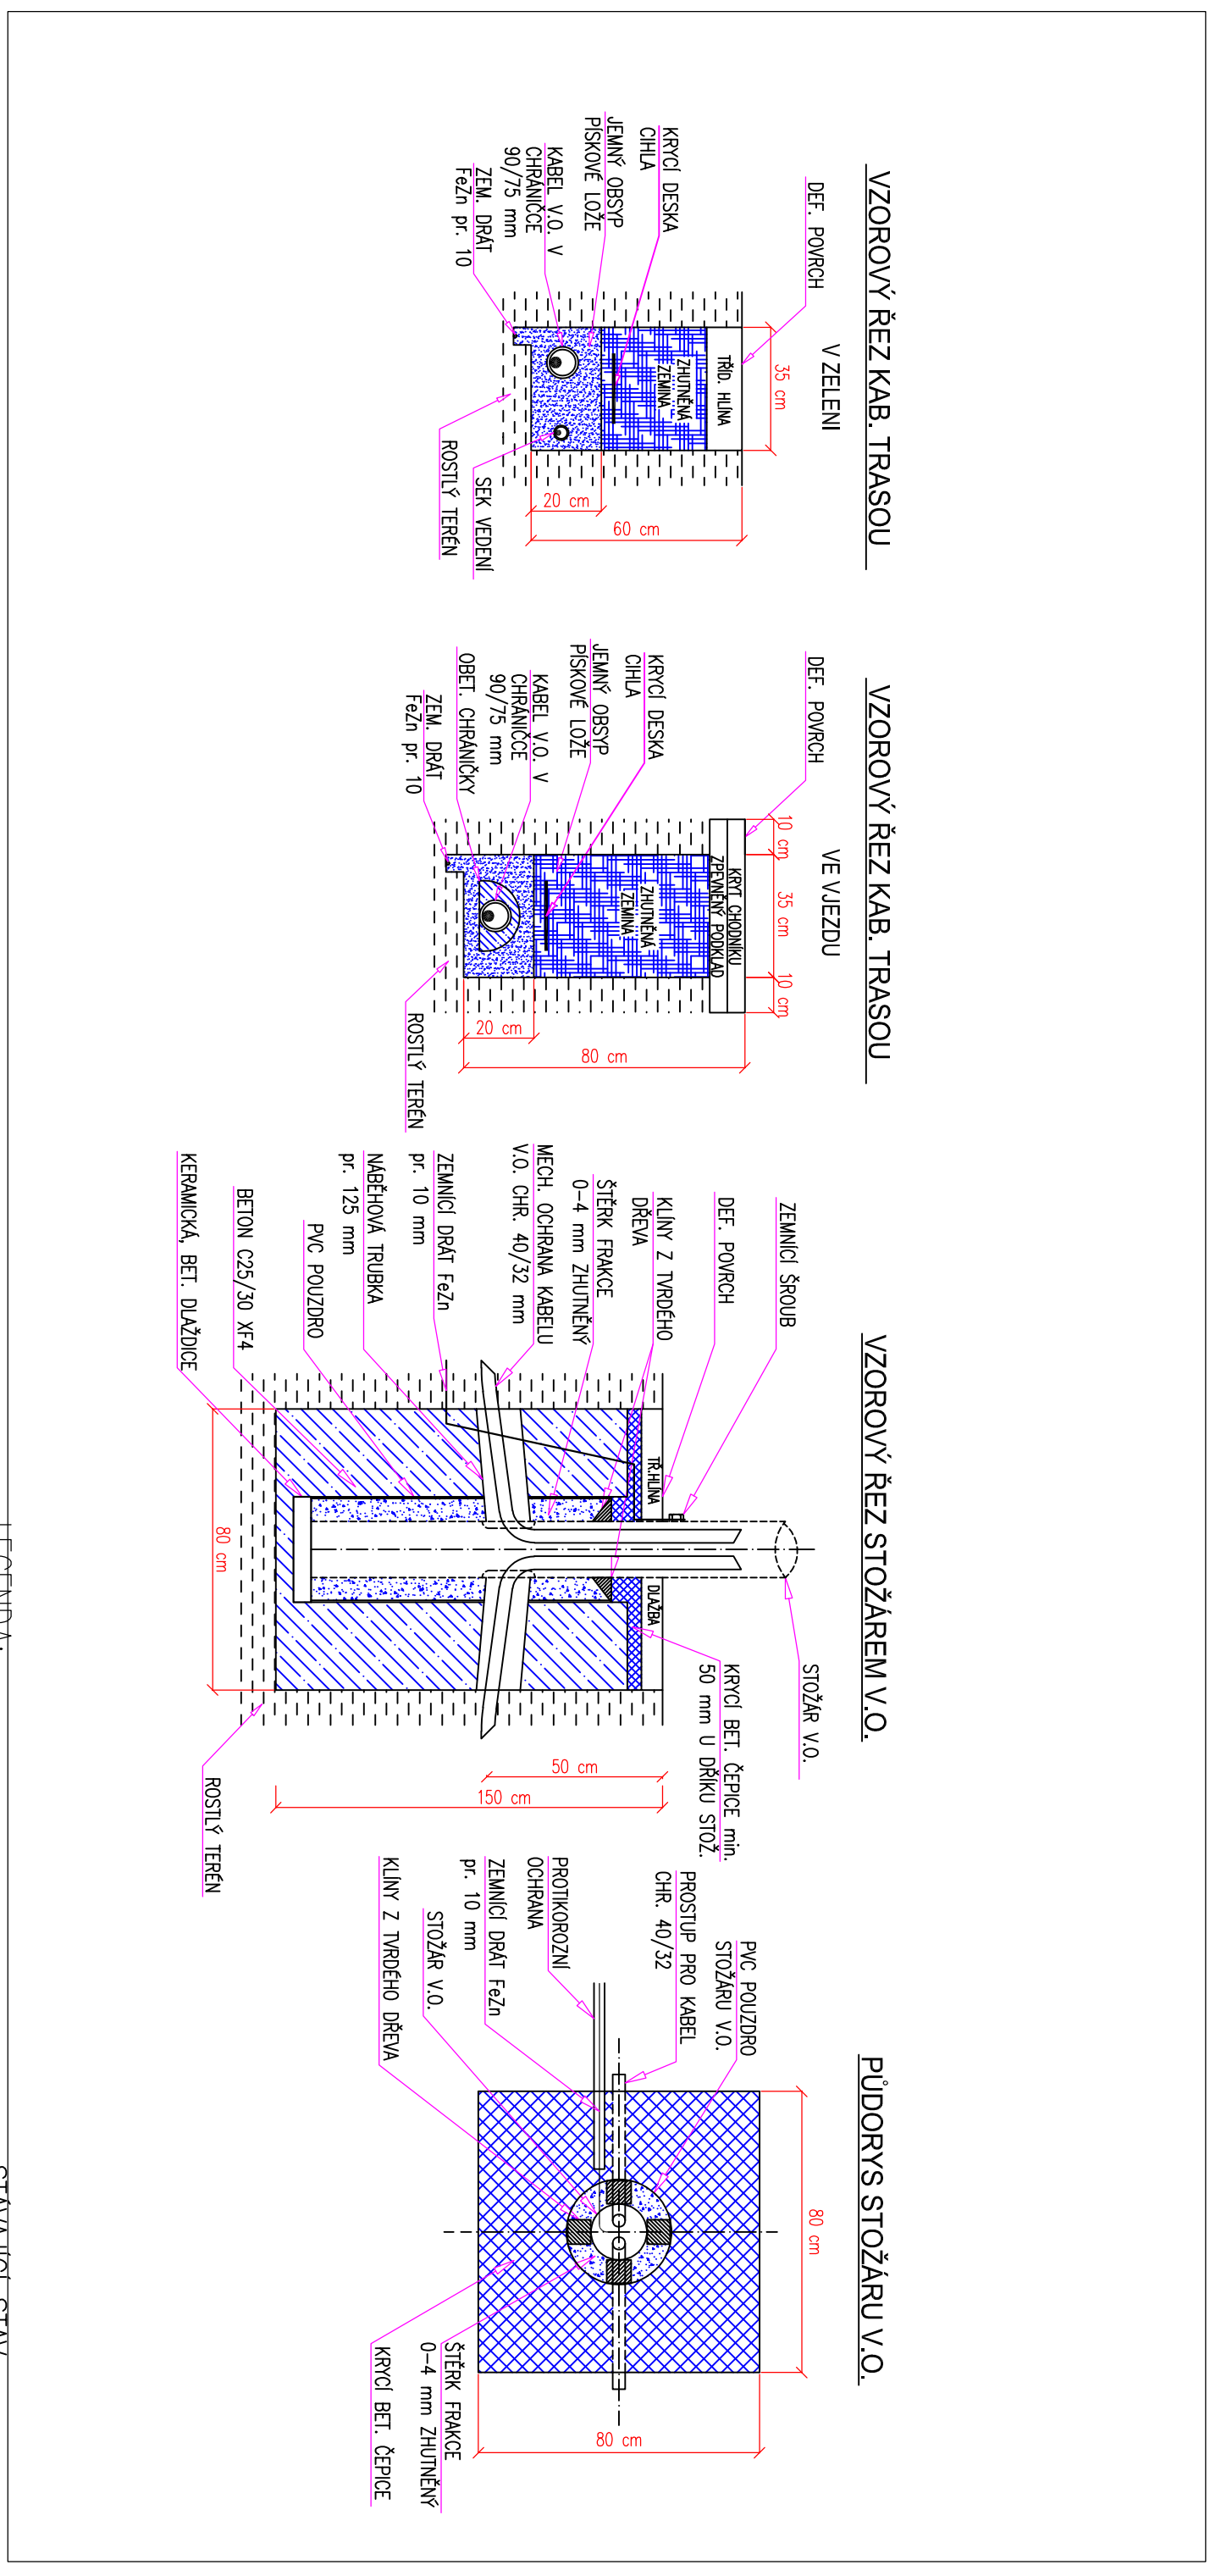 VZOROVÝ ŘEZ KAB. TRASOU
V ZELENI
DEF. POVRCH
KRYCÍ DESKA
CIHLA
JEMNÝ OBSYP
PÍSKOVÉ LOŽE
KABEL V.O. V
CHRÁNIČCE
90/75 mm
ZEM. DRÁT
FeZn pr. 10
35 cm
TŘÍD. HLÍNA
ZHUTNĚNÁ
ZEMINA
20 cm
60 cm
SEK VEDENÍ
ROSTLÝ TERÉN
VZOROVÝ ŘEZ KAB. TRASOU
VE VJEZDU
DEF. POVRCH
KRYCÍ DESKA
CIHLA
JEMNÝ OBSYP
PÍSKOVÉ LOŽE
KABEL V.O. V
CHRÁNIČCE
90/75 mm
OBET. CHRÁNIČKY
ZEM. DRÁT
FeZn pr. 10
10 cm
35 cm
10 cm
KRYT CHODNÍKU
ZPEVNĚNÝ PODKLAD
ZHUTNĚNÁ
ZEMINA
20 cm
80 cm
ROSTLÝ TERÉN
VZOROVÝ ŘEZ STOŽÁREM V.O.
ZEMNÍCÍ ŠROUB
DEF. POVRCH
KLÍNY Z TVRDÉHO
DŘEVA
ŠTĚRK FRAKCE
0-4 mm ZHUTNĚNÝ
MECH. OCHRANA KABELU
V.O. CHR. 40/32 mm
ZEMNÍCÍ DRÁT FeZn
pr. 10 mm
NÁBĚHOVÁ TRUBKA
pr. 125 mm
PVC POUZDRO
BETON C25/30 XF4
KERAMICKÁ, BET. DLAŽDICE
TŘ.HLÍNA
DLAŽBA
STOŽÁR V.O.
KRYCÍ BET. ČEPICE min.
50 mm U DŘÍKU STOŽ.
50 cm
150 cm
80 cm
ROSTLÝ TERÉN
PŮDORYS STOŽÁRU V.O.
PVC POUZDRO
STOŽÁRU V.O.
PROSTUP PRO KABEL
CHR. 40/32
PROTIKOROZNÍ
OCHRANA
ZEMNÍCÍ DRÁT FeZn
pr. 10 mm
STOŽÁR V.O.
KLÍNY Z TVRDÉHO DŘEVA
80 cm
80 cm
ŠTĚRK FRAKCE
0-4 mm ZHUTNĚNÝ
KRYCÍ BET. ČEPICE
LEGENDA:
STÁVAJÍCÍ STAV